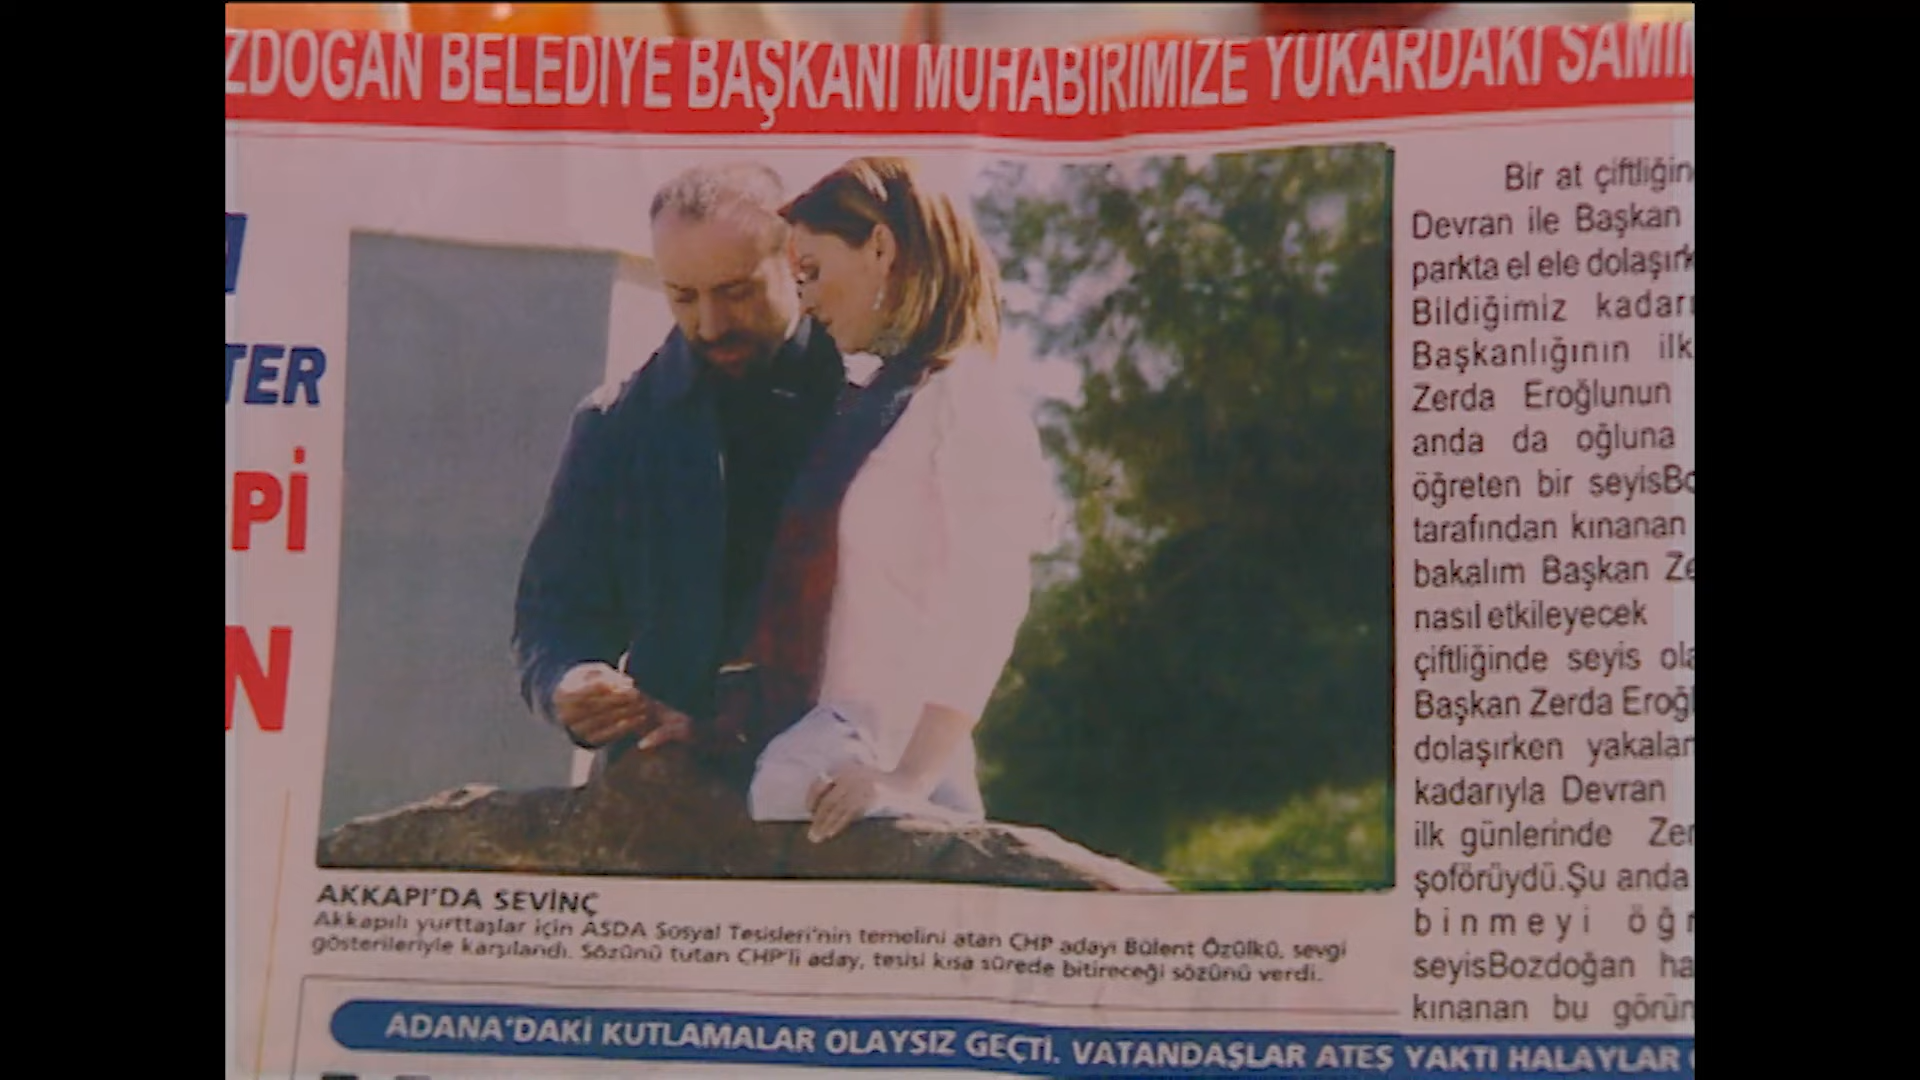 ZDOĞAN BELEDİYE BAŞKANI MUHABİRİMİZE YUKARDAKİ
TER
Pİ
N
AKKAPI'DA SEVİNÇ
Akkapılı yurttaşlar için ASDA Sosyal Tesisleri'nin temelini atan CHP adayı Bülent Özülkü, sevgi
gösterileriyle karşılandı. Sözünü tutan CHP'li aday, tesisi kısa sürede bitireceği sözünü verdi.
ADANA'DAKİ KUTLAMALAR OLAYSIZ GEÇTİ. VATANDAŞLAR ATEŞ YAKTI HALAYLAR
Bir at çiftliğin
Devran ile Başkan
parkta el ele dolaşırk
Bildiğimiz kadarı
Başkanlığının ilk
Zerda Eroğlunun
anda da oğluna
öğreten bir seyisBo
tarafından kınanan
bakalım Başkan Ze
nasıl etkileyecek
çiftliğinde seyis ola
Başkan Zerda Eroğl
dolaşırken yakalan
kadarıyla Devran
ilk günlerinde Zer
şoförüydü.Şu anda
binmeyi öğr
seyisBozdoğan ha
kınanan bu görün